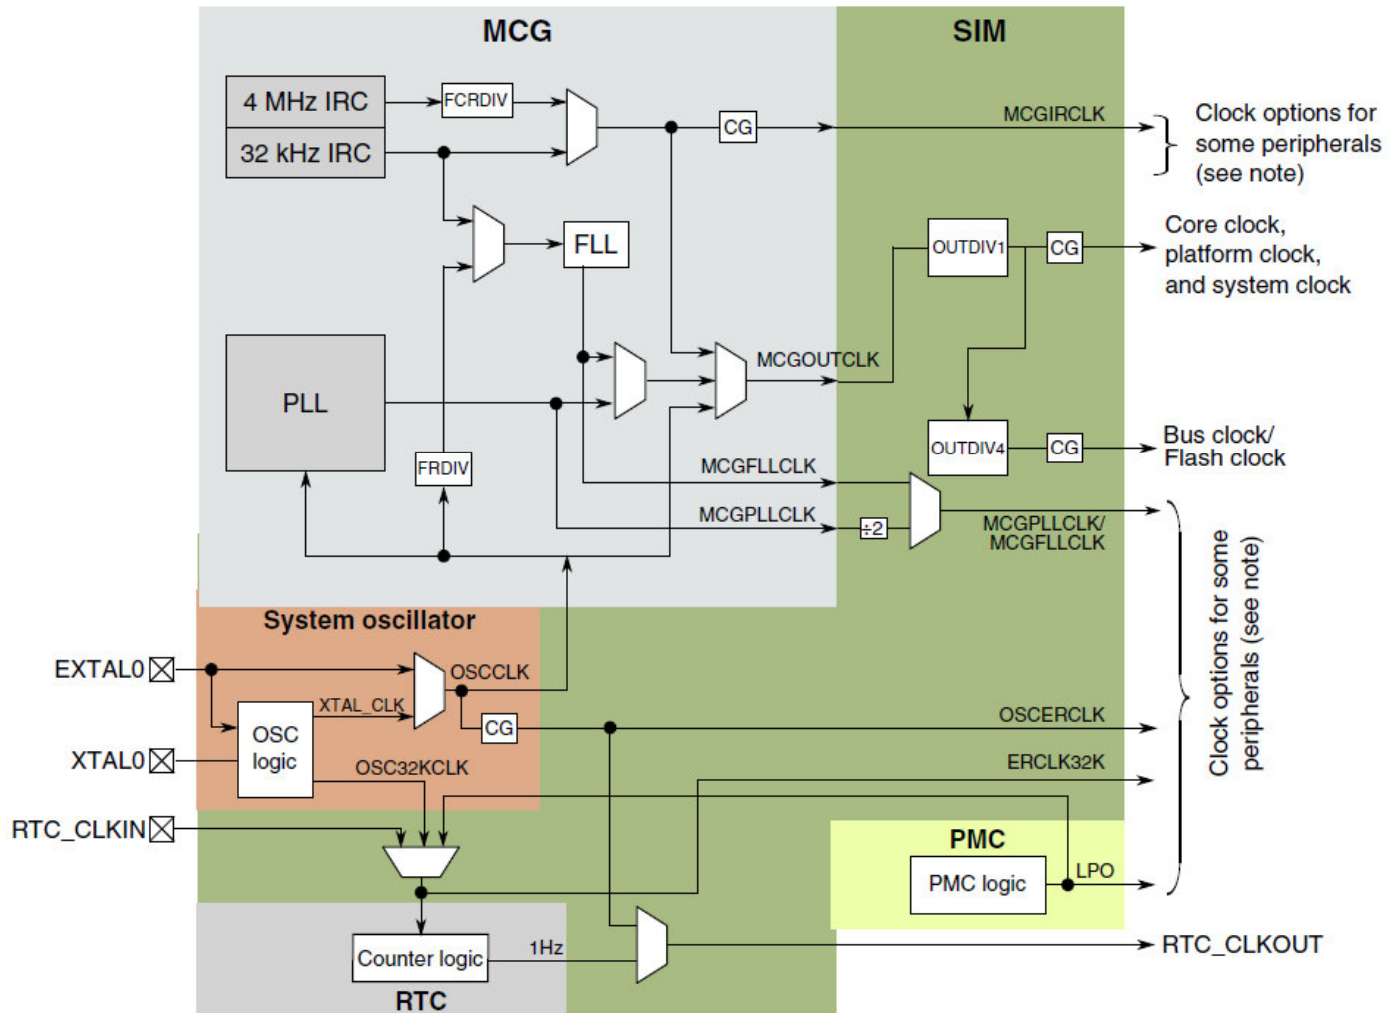 MCG
SIM
4 MHz IRC
FCRDIV
32 kHz IRC
CG
MCGIRCLK
Clock options for
some peripherals
(see note)
FLL
OUTDIV1
CG
Core clock,
platform clock,
and system clock
PLL
MCGOUTCLK
FRDIV
OUTDIV4
CG
Bus clock/
Flash clock
MCGFLLCLK
MCGPLLCLK
÷2
MCGPLLCLK/
MCGFLLCLK
Clock options for some
peripherals (see note)
System oscillator
EXTAL0
OSCCLK
XTAL_CLK
OSC
logic
CG
OSCERCLK
XTAL0
OSC32KCLK
ERCLK32K
RTC_CLKIN
PMC
PMC logic
LPO
Counter logic
1Hz
RTC_CLKOUT
RTC